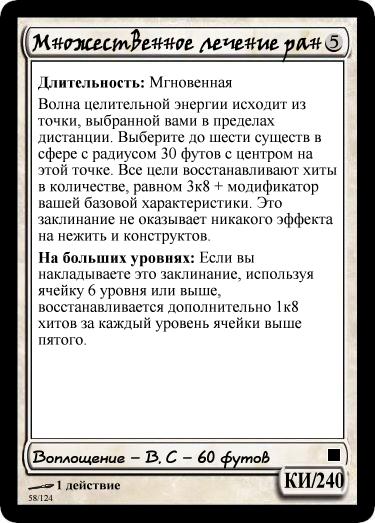 Множественное лечение ран 5
Длительность: Мгновенная
Волна целительной энергии исходит из
точки, выбранной вами в пределах
дистанции. Выберите до шести существ в
сфере с радиусом 30 футов с центром на
этой точке. Все цели восстанавливают хиты
в количестве, равном 3к8 + модификатор
вашей базовой характеристики. Это
заклинание не оказывает никакого эффекта
на нежить и конструктов.
На больших уровнях: Если вы
накладываете это заклинание, используя
ячейку 6 уровня или выше,
восстанавливается дополнительно 1к8
хитов за каждый уровень ячейки выше
пятого.
Воплощение – В, С – 60 футов
1 действие
КИ/240
58/124